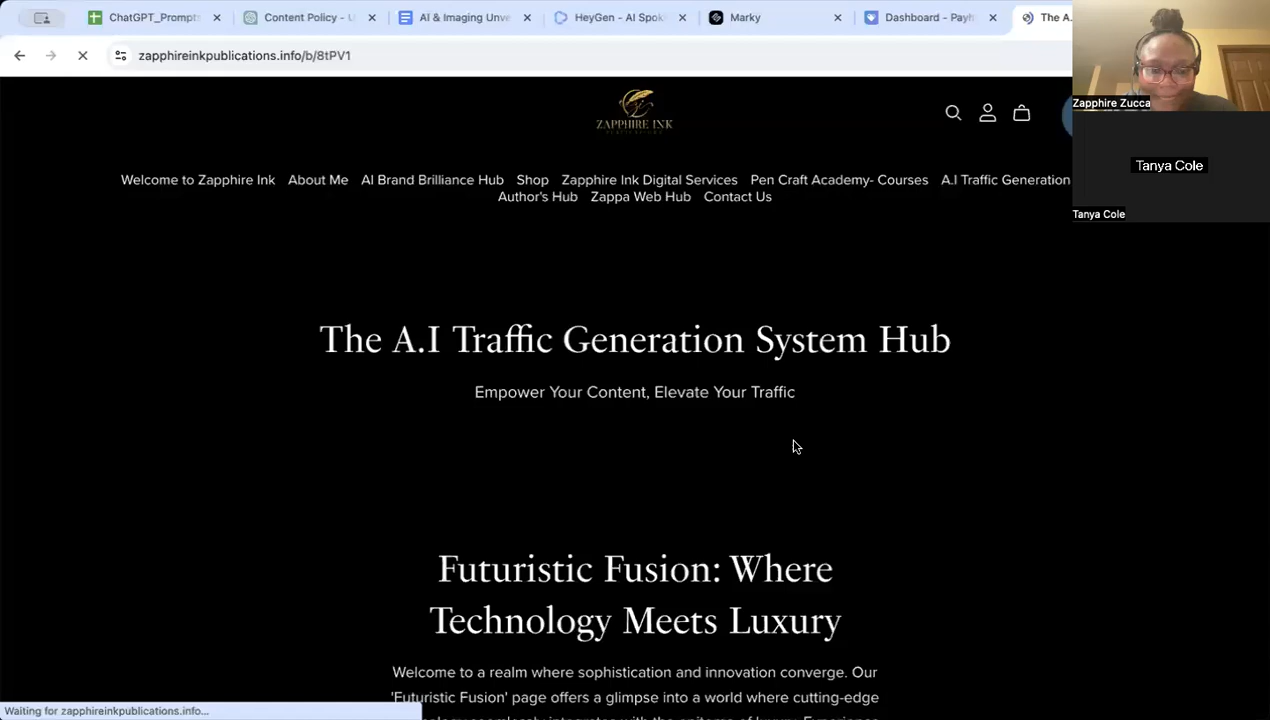 ChatGPT_Prompts
Content Policy - U
AI & Imaging Unve
HeyGen - AI Spok
Marky
Dashboard - Payh
The A.
zapphireinkpublications.info/b/8tPV1
Zapphire Zucca
Tanya Cole
Tanya Cole
ZAPPHIRE INK
Welcome to Zapphire Ink About Me AI Brand Brilliance Hub Shop Zapphire Ink Digital Services Pen Craft Academy- Courses A.I Traffic Generation
Author's Hub Zappa Web Hub Contact Us
The A.I Traffic Generation System Hub
Empower Your Content, Elevate Your Traffic
Futuristic Fusion: Where
Technology Meets Luxury
Welcome to a realm where sophistication and innovation converge. Our
'Futuristic Fusion' page offers a glimpse into a world where cutting-edge
Waiting for zapphireinkpublications.info...